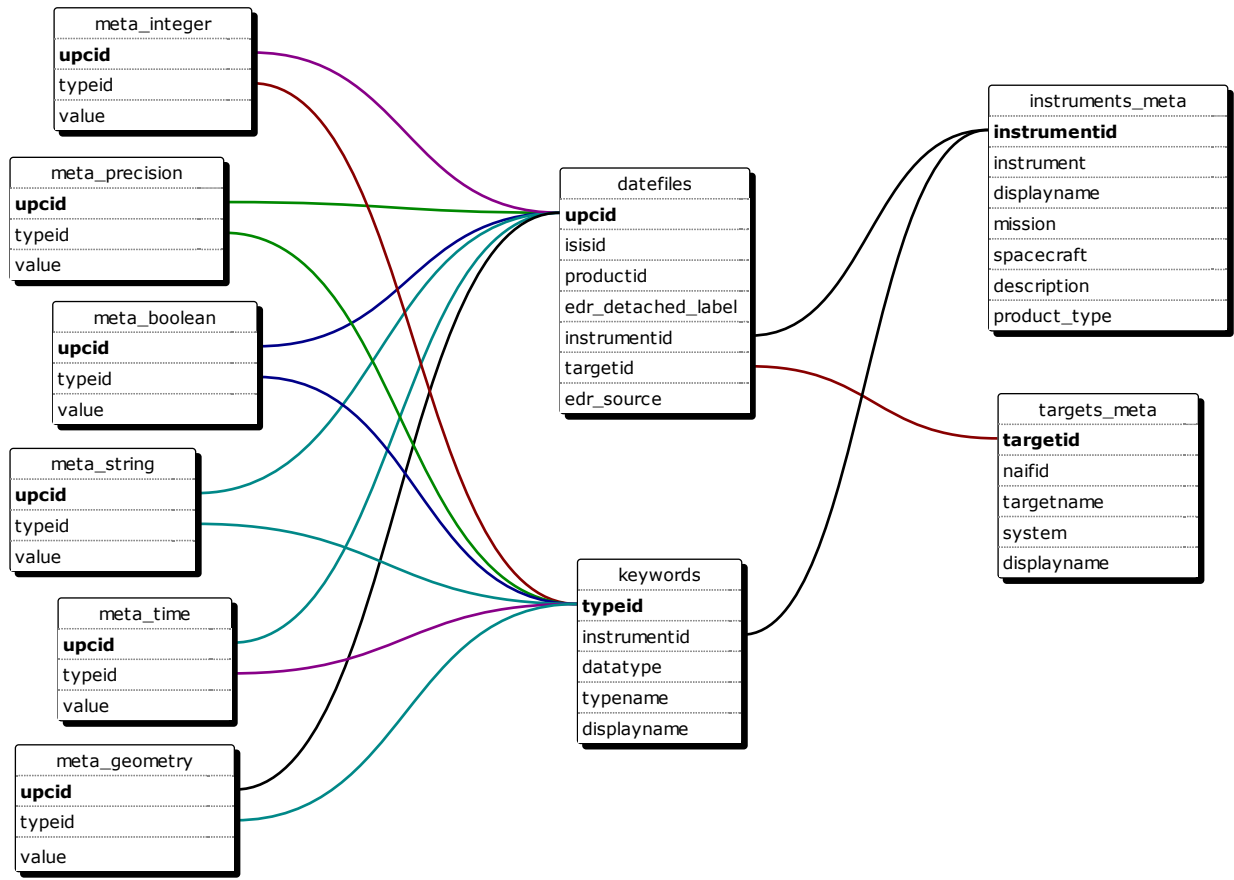 meta_integer
upcid
typeid
value
meta_precision
upcid
typeid
value
meta_boolean
upcid
typeid
value
meta_string
upcid
typeid
value
meta_time
upcid
typeid
value
meta_geometry
upcid
typeid
value
datefiles
upcid
isisid
productid
edr_detached_label
instrumentid
targetid
edr_source
keywords
typeid
instrumentid
datatype
typename
displayname
instruments_meta
instrumentid
instrument
displayname
mission
spacecraft
description
product_type
targets_meta
targetid
naifid
targetname
system
displayname